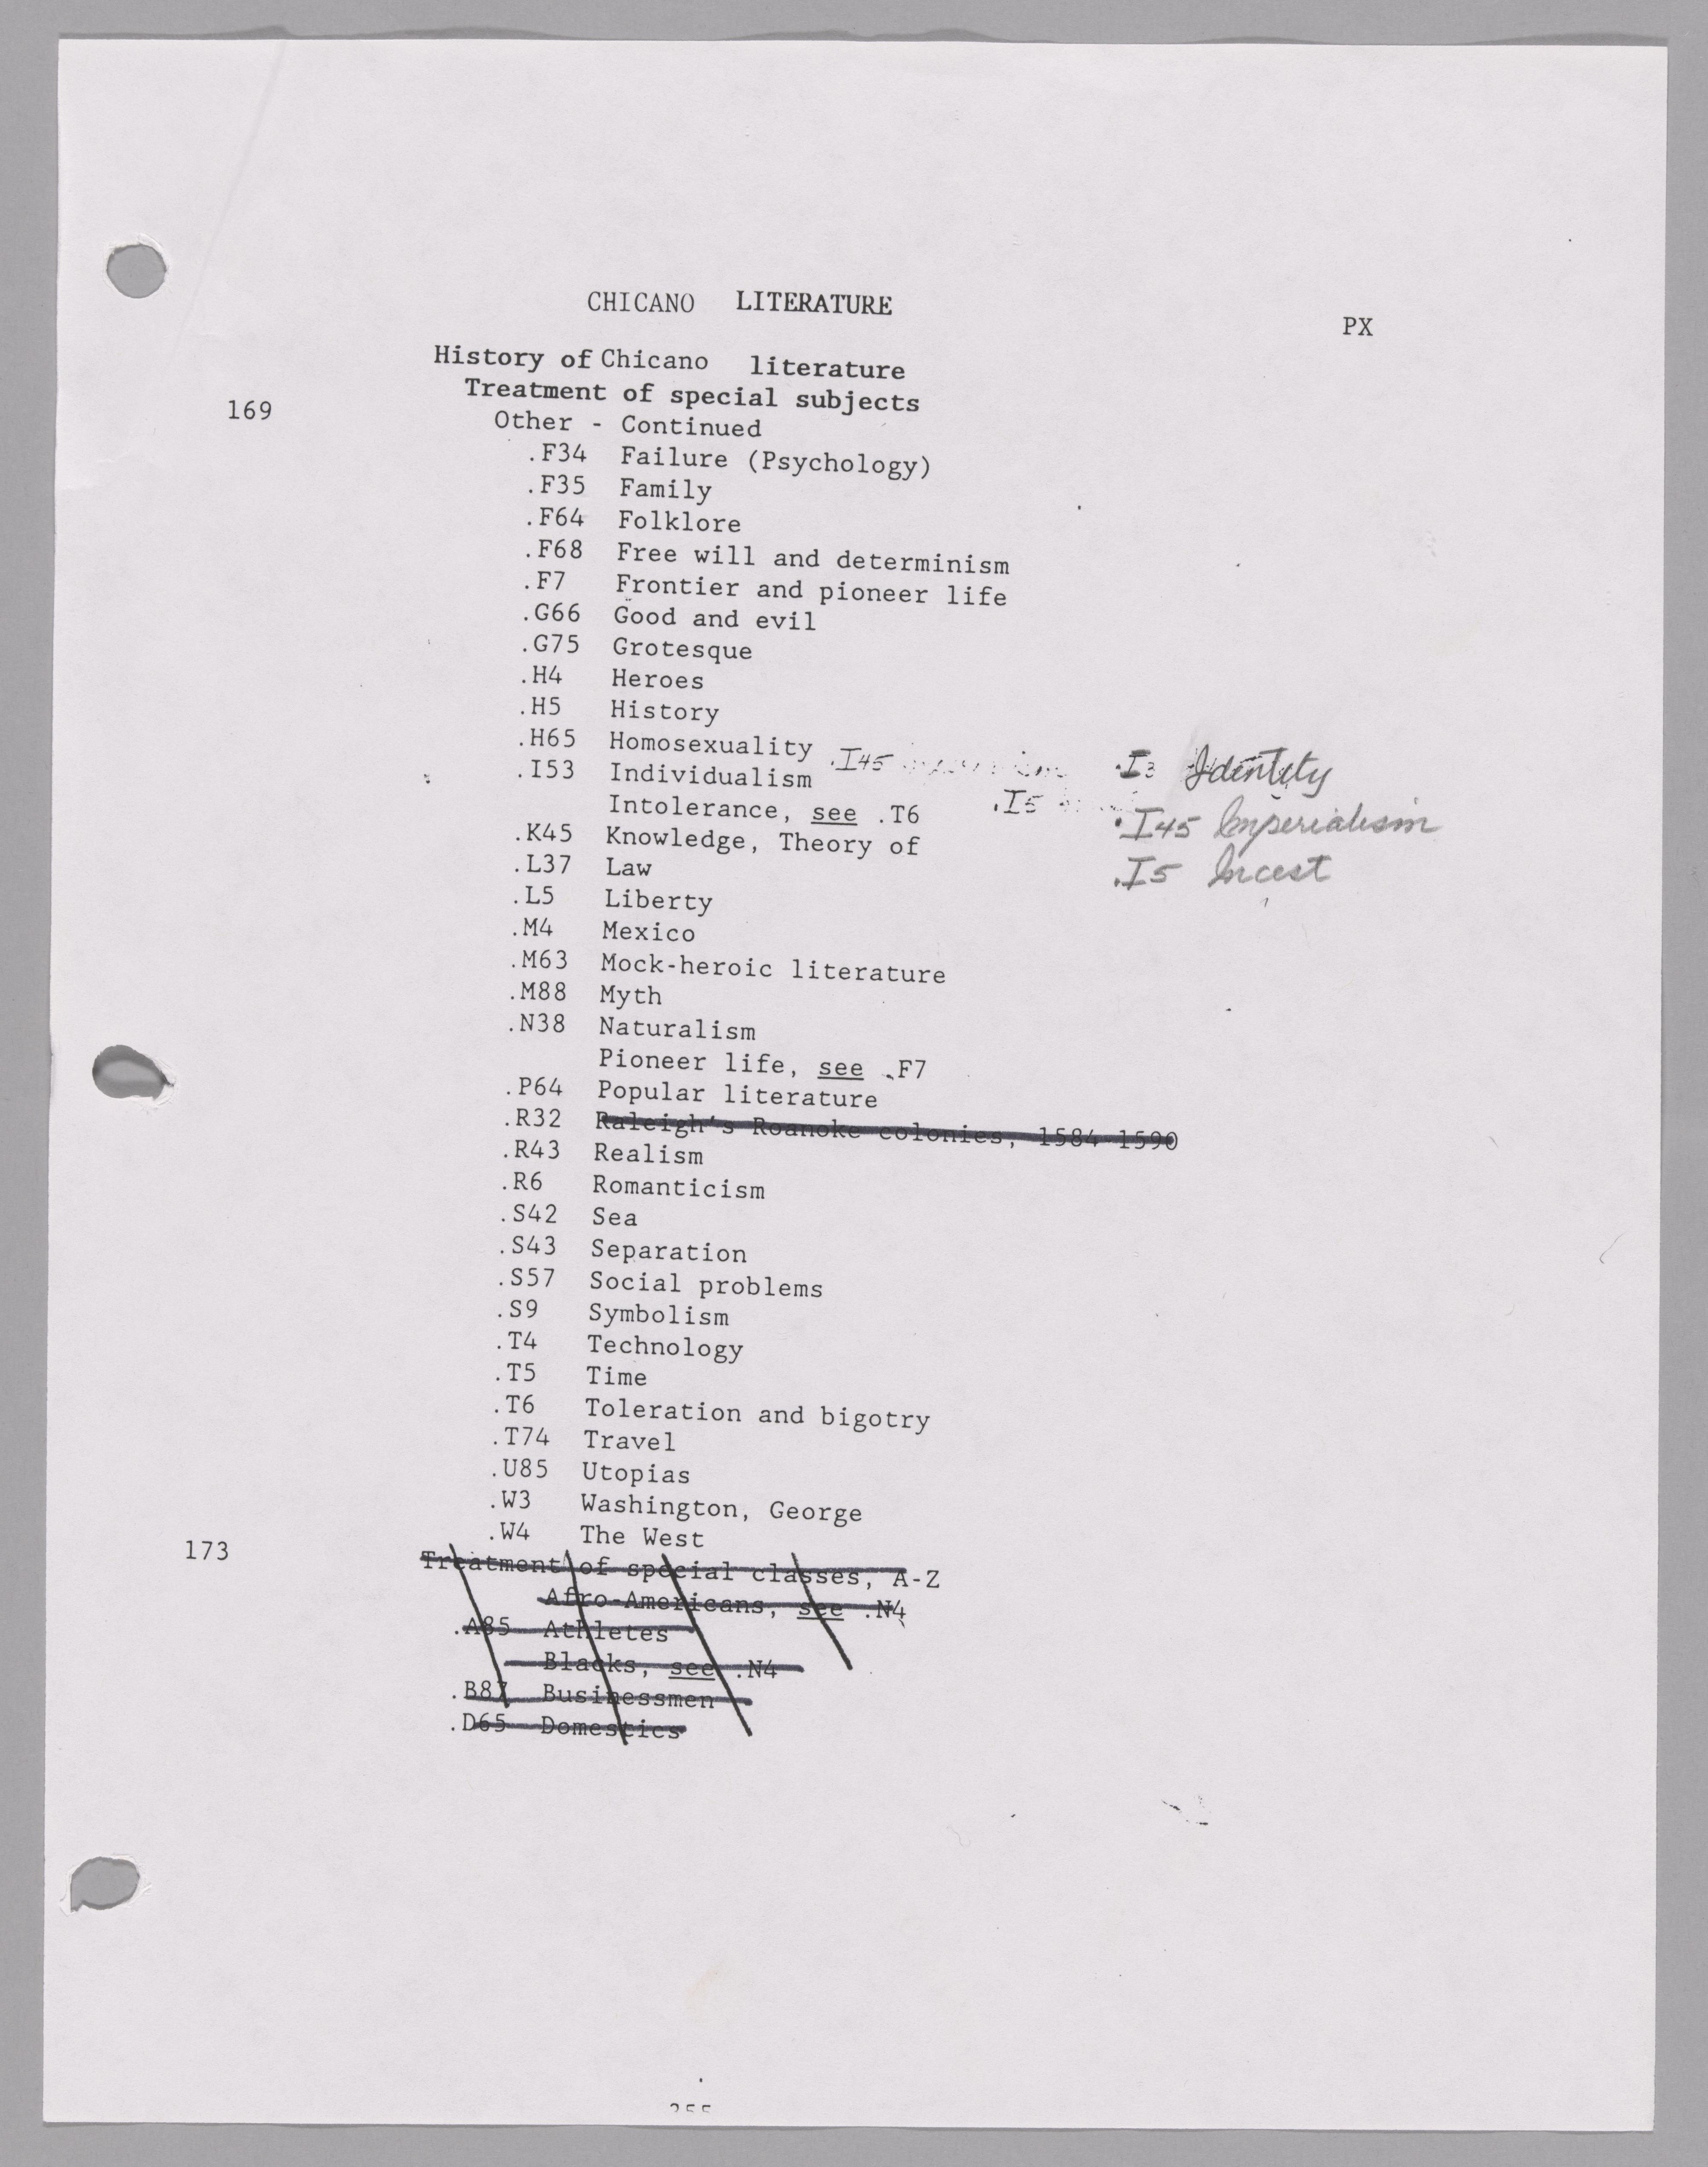 CHICANO LITERATURE
PX
History of Chicano literature
Treatment of special subjects
169
Other - Continued
.F34 Failure (Psychology)
.F35 Family
.F64 Folklore
.F68 Free will and determinism
.F7 Frontier and pioneer life
.G66 Good and evil
.G75 Grotesque
.H4 Heroes
.H5 History
.H65 Homosexuality
.I45
.I3 Identity
.I53 Individualism
.I5
Intolerance, see .T6
.I45 Imperialism
.K45 Knowledge, Theory of
.I5 Incest
.L37 Law
.L5 Liberty
.M4 Mexico
.M63 Mock-heroic literature
.M88 Myth
.N38 Naturalism
Pioneer life, see .F7
.P64 Popular literature
.R32 Raleigh's Roanoke colonies, 1584-1590
.R43 Realism
.R6 Romanticism
.S42 Sea
.S43 Separation
.S57 Social problems
.S9 Symbolism
.T4 Technology
.T5 Time
.T6 Toleration and bigotry
.T74 Travel
.U85 Utopias
.W3 Washington, George
.W4 The West
173
Treatment of special classes, A-Z
Afro-Americans, see .N4
.A85 Athletes
Blacks, see .N4
.B87 Businessmen
.D65 Domestics